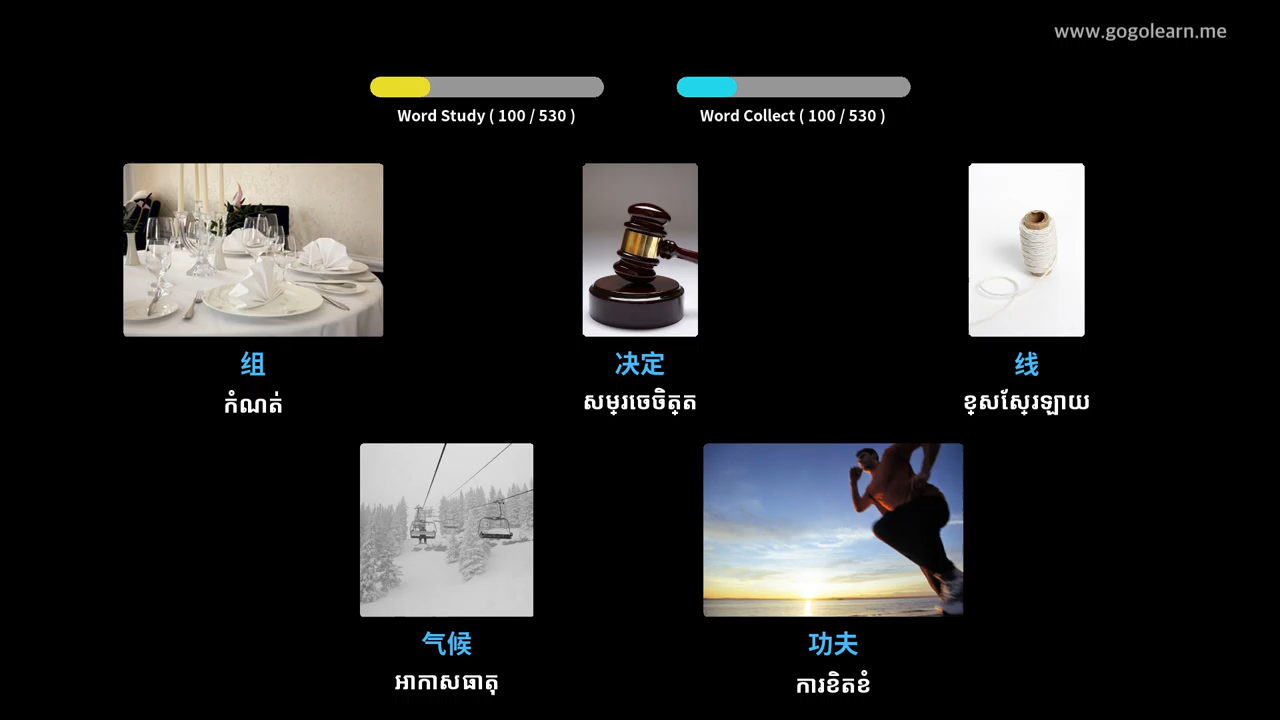 www.gogolearn.me
Word Study ( 100 / 530 )
Word Collect ( 100 / 530 )
组
កំណត់
决定
សម្រេចចិត្ត
线
ខ្សែស្រឡាយ
气候
អាកាសធាតុ
功夫
ការខិតខំ